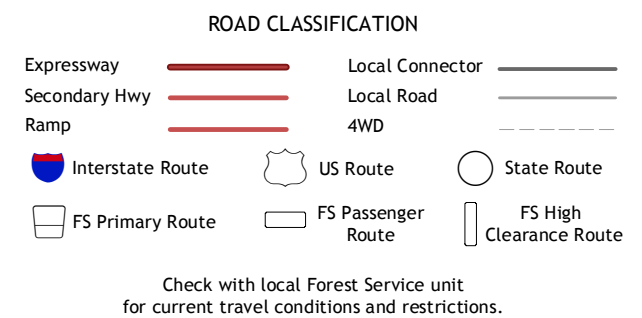 ROAD CLASSIFICATION
Expressway
Local Connector
Secondary Hwy
Local Road
Ramp
4WD
Interstate Route
US Route
State Route
FS Primary Route
FS Passenger
Route
FS High
Clearance Route
Check with local Forest Service unit
for current travel conditions and restrictions.